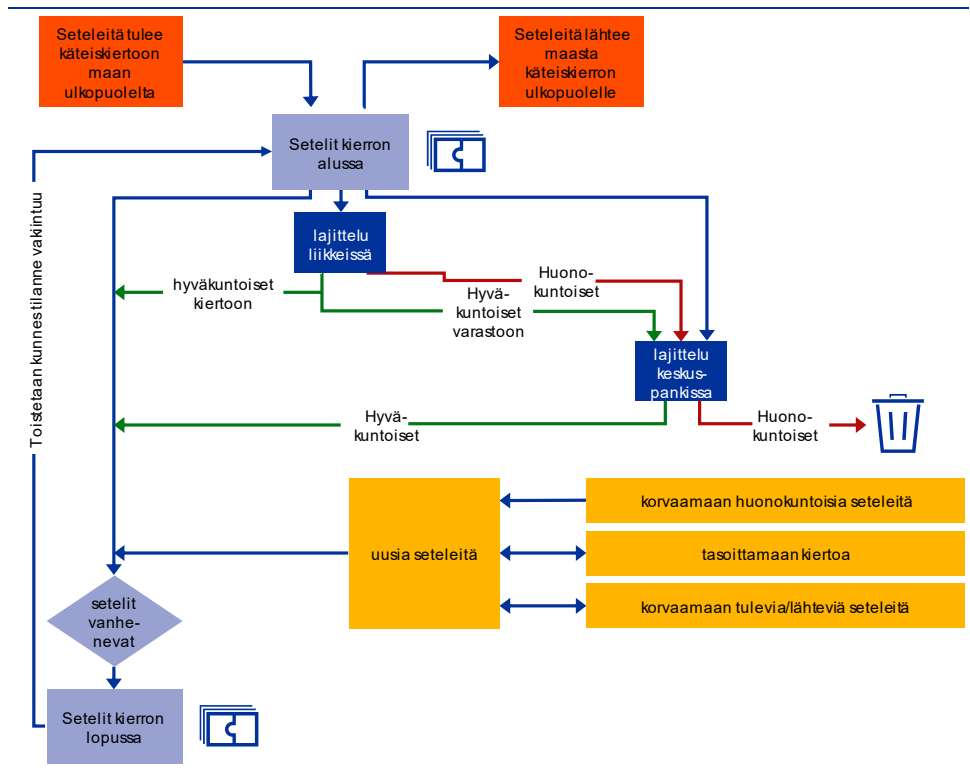 Seteleitä tulee
käteiskiertoon
maan
ulkopuolelta
Seteleitä lähtee
maasta
käteiskierron
ulkopuolelle
Setelit kierron
alussa
Toistetaan kunnes tilanne vakiintuu
lajittelu
liikkeissä
hyväkuntoiset
kiertoon
Huono-
kuntoiset
Hyvä-
kuntoiset
varastoon
lajittelu
keskus-
pankissa
Hyvä-
kuntoiset
Huono-
kuntoiset
uusia seteleitä
korvaamaan huonokuntoisia seteleitä
tasoittamaan kiertoa
korvaamaan tulevia/lähteviä seteleitä
setelit
vanhe-
nevat
Setelit kierron
lopussa